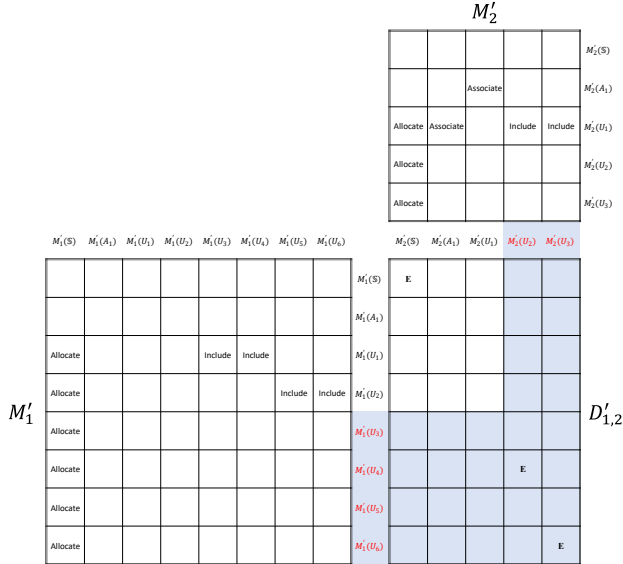 M′₂
M′₂(𝕊)
Associate M′₂(A₁)
Allocate Associate Include Include M′₂(U₁)
Allocate M′₂(U₂)
Allocate M′₂(U₃)
M′₁(𝕊) M′₁(A₁) M′₁(U₁) M′₁(U₂) M′₁(U₃) M′₁(U₄) M′₁(U₅) M′₁(U₆) M′₂(𝕊) M′₂(A₁) M′₂(U₁) M′₂(U₂) M′₂(U₃)
M′₁(𝕊) E
M′₁(A₁)
Allocate Include Include M′₁(U₁)
Allocate Include Include M′₁(U₂)
M′₁ D′₁,₂
Allocate M′₁(U₃)
Allocate M′₁(U₄) E
Allocate M′₁(U₅)
Allocate M′₁(U₆) E